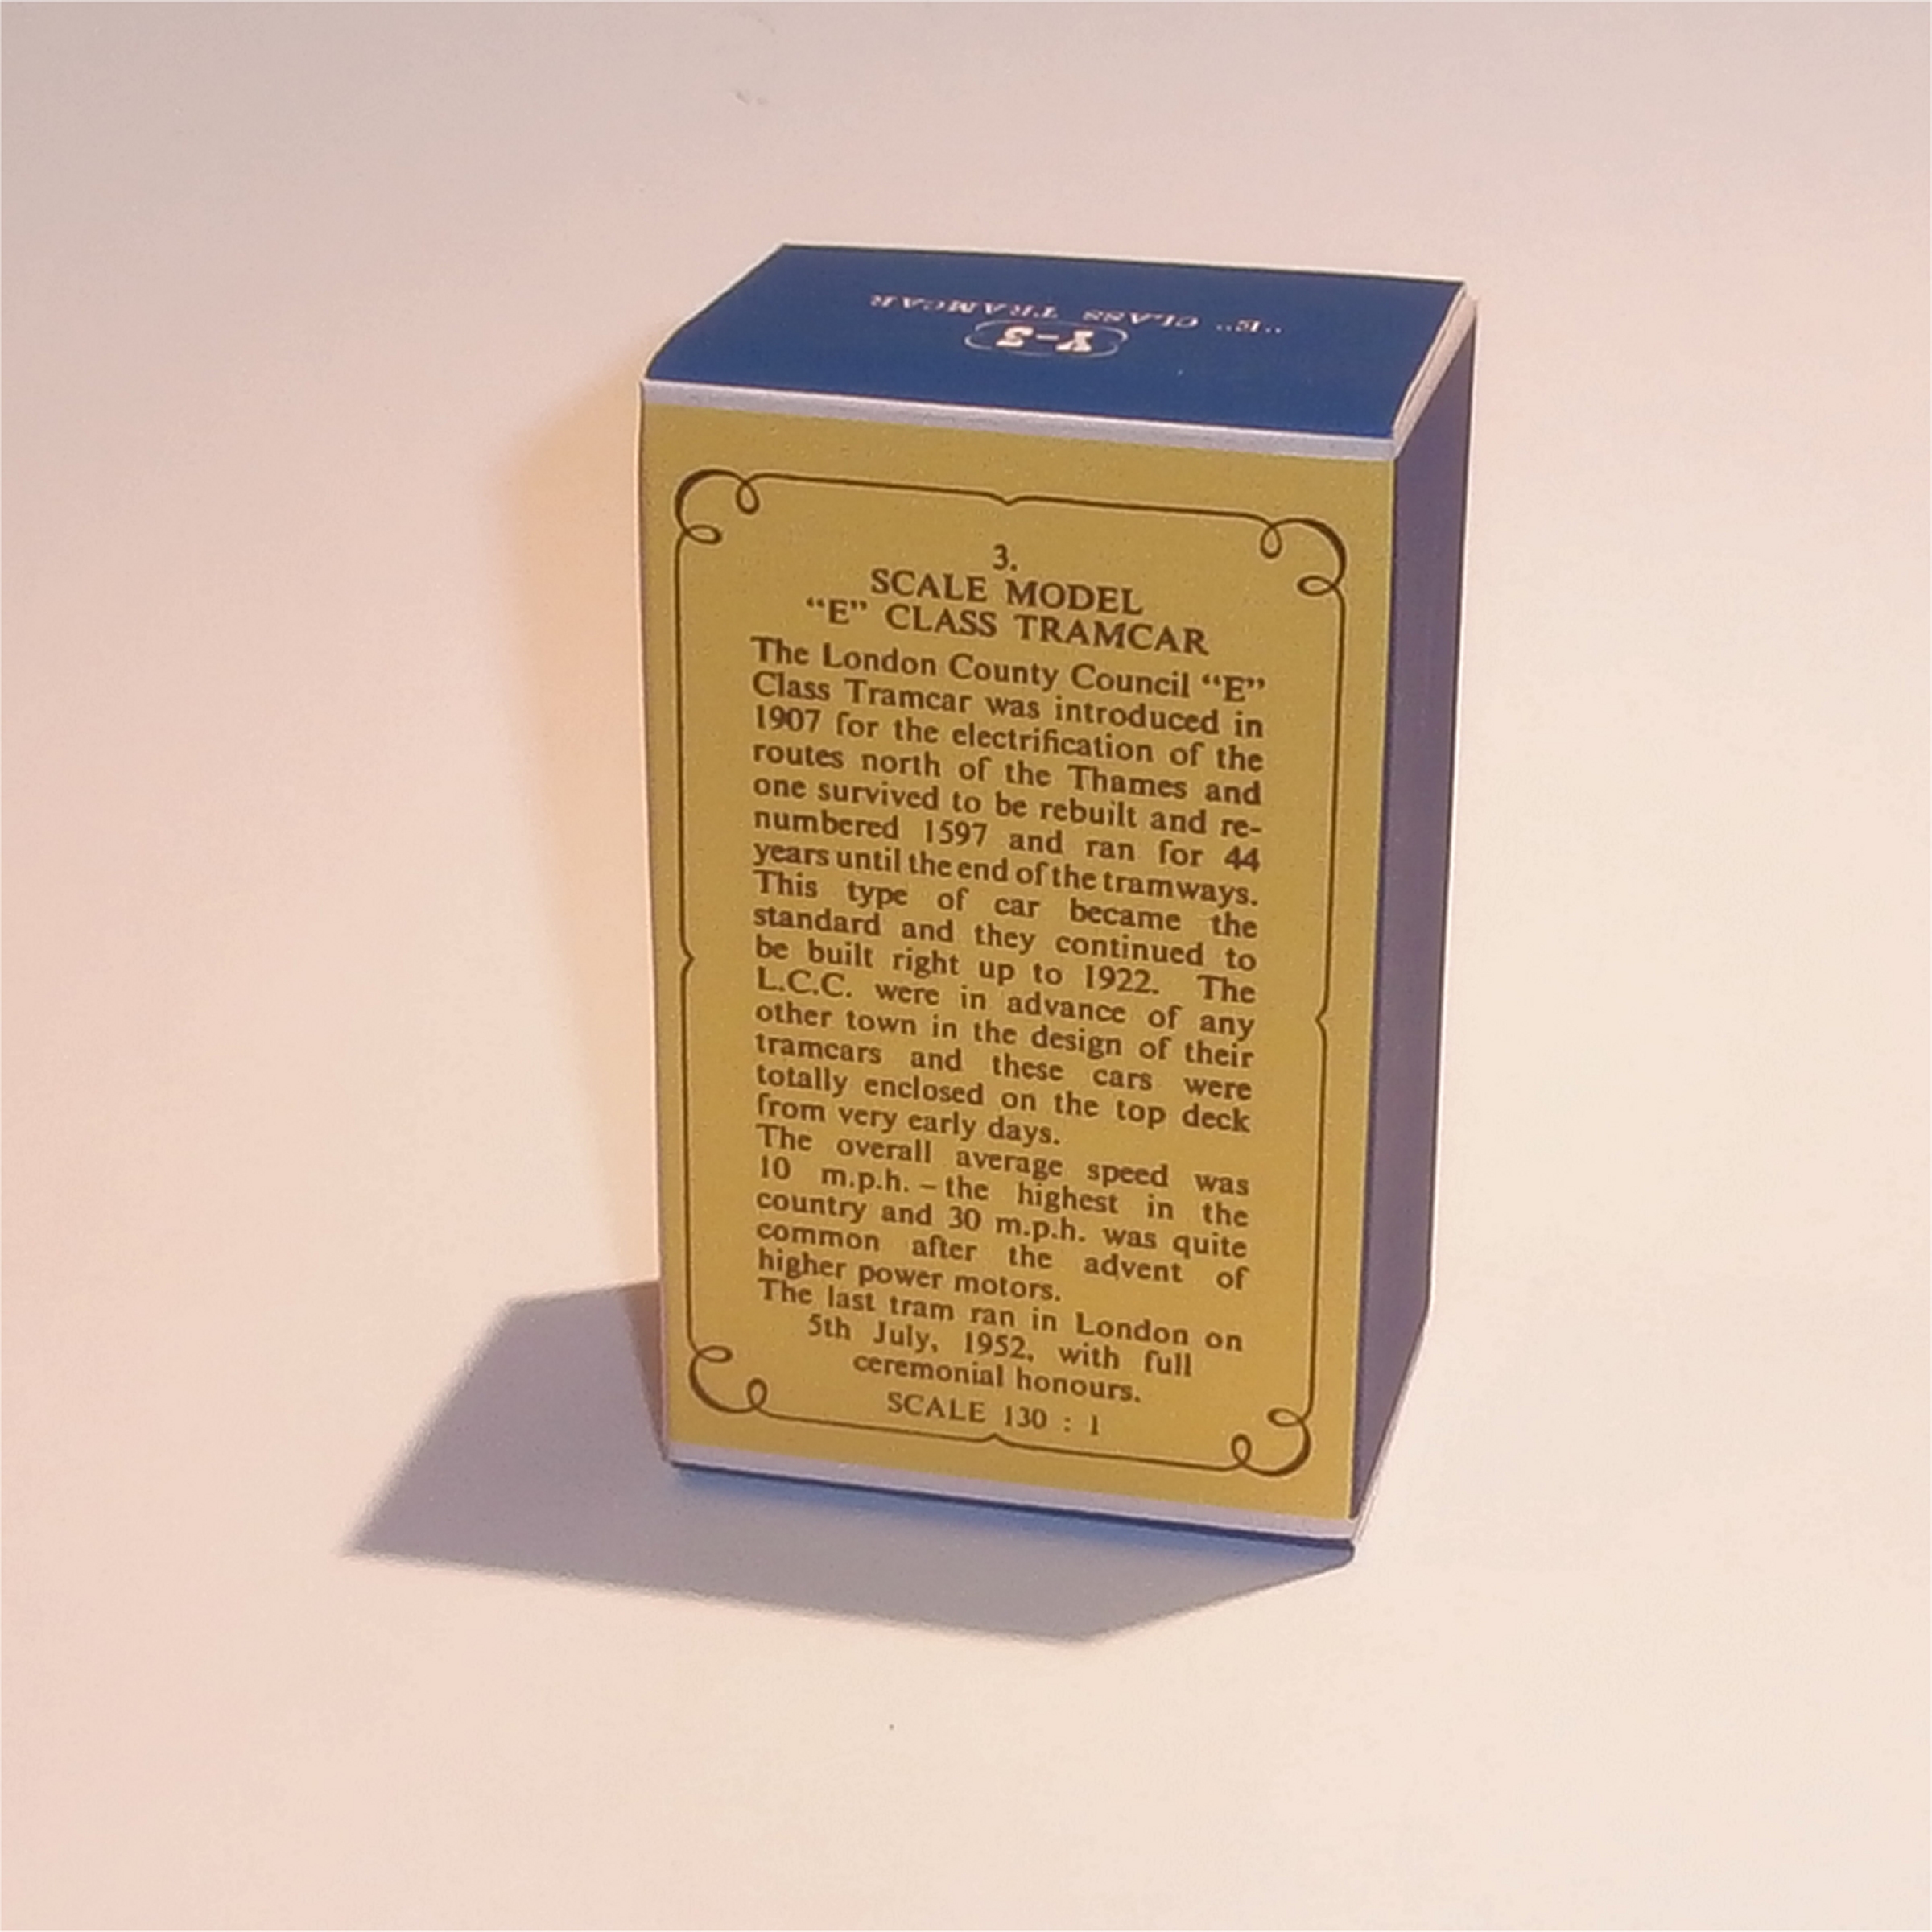 "E" CLASS TRAMCAR
Y-3
3.
SCALE MODEL
“E” CLASS TRAMCAR
The London County Council “E”
Class Tramcar was introduced in
1907 for the electrification of the
routes north of the Thames and
one survived to be rebuilt and re-
numbered 1597 and ran for 44
years until the end of the tramways.
This type of car became the
standard and they continued to
be built right up to 1922. The
L.C.C. were in advance of any
other town in the design of their
tramcars and these cars were
totally enclosed on the top deck
from very early days.
The overall average speed was
10 m.p.h. – the highest in the
country and 30 m.p.h. was quite
common after the advent of
higher power motors.
The last tram ran in London on
5th July, 1952, with full
ceremonial honours.
SCALE 130 : 1